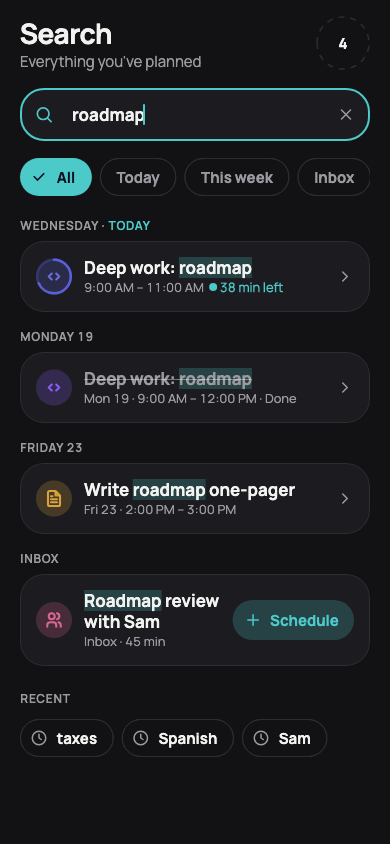 Search
Everything you've planned
4
roadmap
All
Today
This week
Inbox
WEDNESDAY · TODAY
Deep work: roadmap
9:00 AM – 11:00 AM 38 min left
MONDAY 19
Deep work: roadmap
Mon 19 · 9:00 AM – 12:00 PM · Done
FRIDAY 23
Write roadmap one-pager
Fri 23 · 2:00 PM – 3:00 PM
INBOX
Roadmap review
with Sam
Inbox · 45 min
Schedule
RECENT
taxes
Spanish
Sam